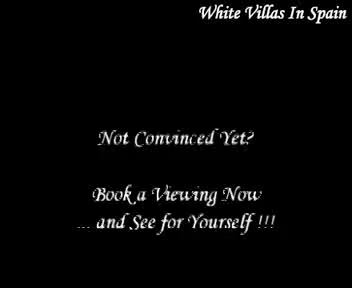 White Villas In Spain
Not Convinced Yet?
Book a Viewing Now
... and See for Yourself !!!